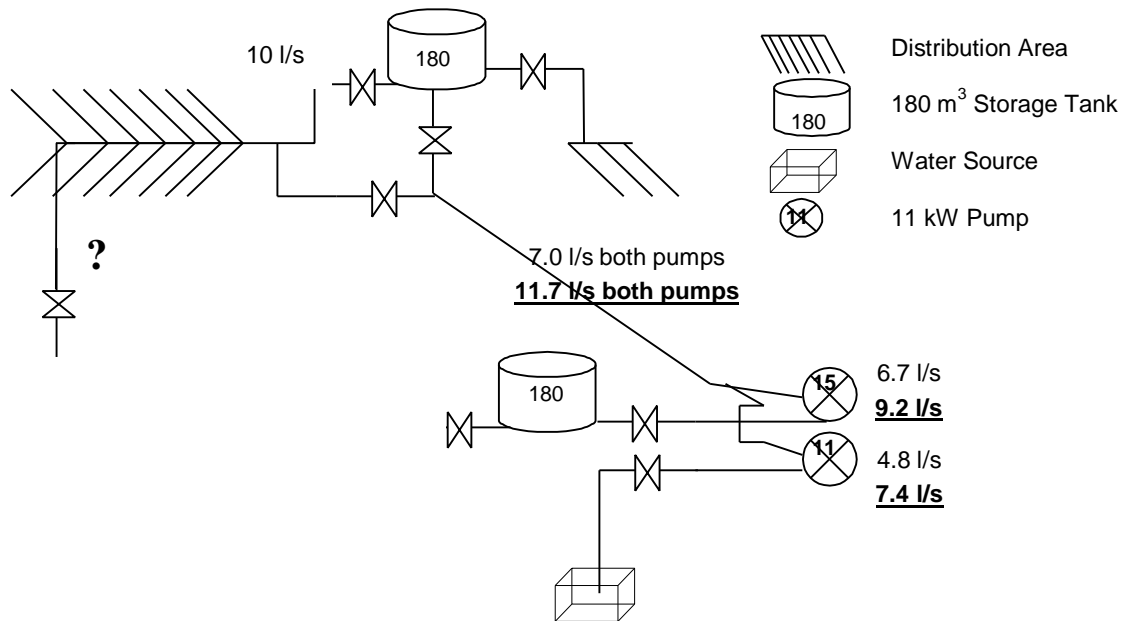 10 l/s
180
Distribution Area
180 m³ Storage Tank
180
Water Source
11
11 kW Pump
?
7.0 l/s both pumps
11.7 l/s both pumps
180
15
6.7 l/s
9.2 l/s
11
4.8 l/s
7.4 l/s